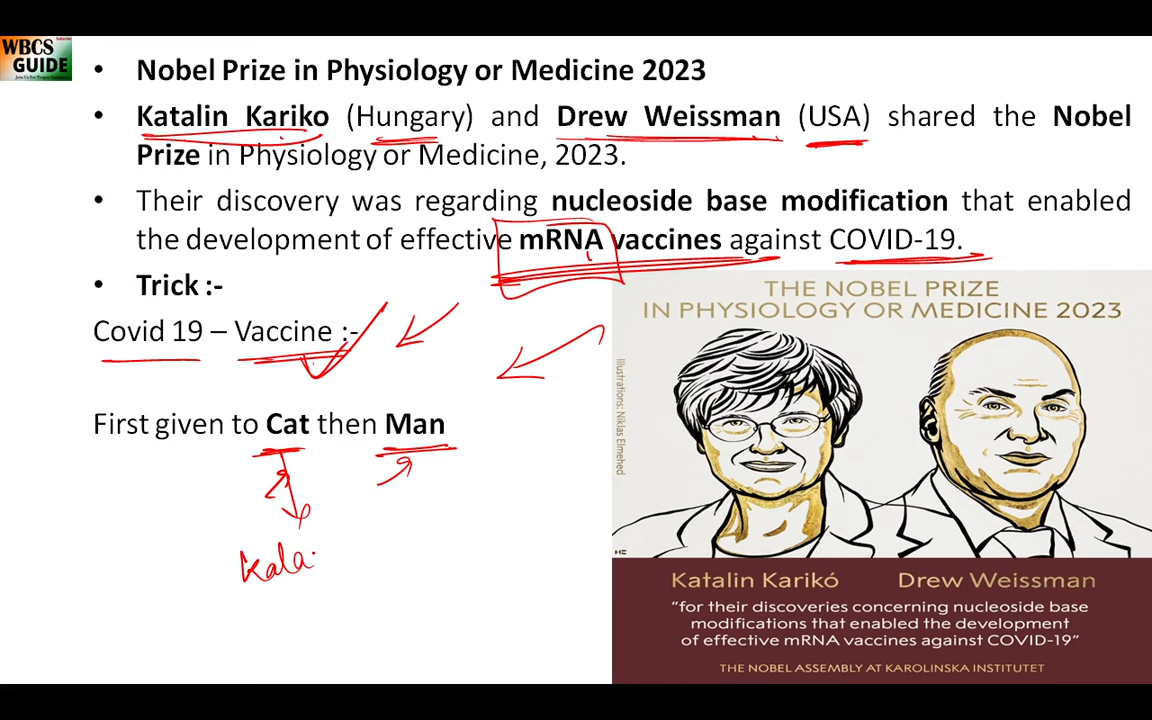 WBCS
GUIDE
• Nobel Prize in Physiology or Medicine 2023
• Katalin Kariko (Hungary) and Drew Weissman (USA) shared the Nobel
Prize in Physiology or Medicine, 2023.
• Their discovery was regarding nucleoside base modification that enabled
the development of effective mRNA vaccines against COVID-19.
• Trick :-
Covid 19 – Vaccine :-
First given to Cat then Man
Kala
THE NOBEL PRIZE
IN PHYSIOLOGY OR MEDICINE 2023
Illustrations: Niklas Elmehed
Katalin Karikó Drew Weissman
"for their discoveries concerning nucleoside base
modifications that enabled the development
of effective mRNA vaccines against COVID-19"
THE NOBEL ASSEMBLY AT KAROLINSKA INSTITUTET